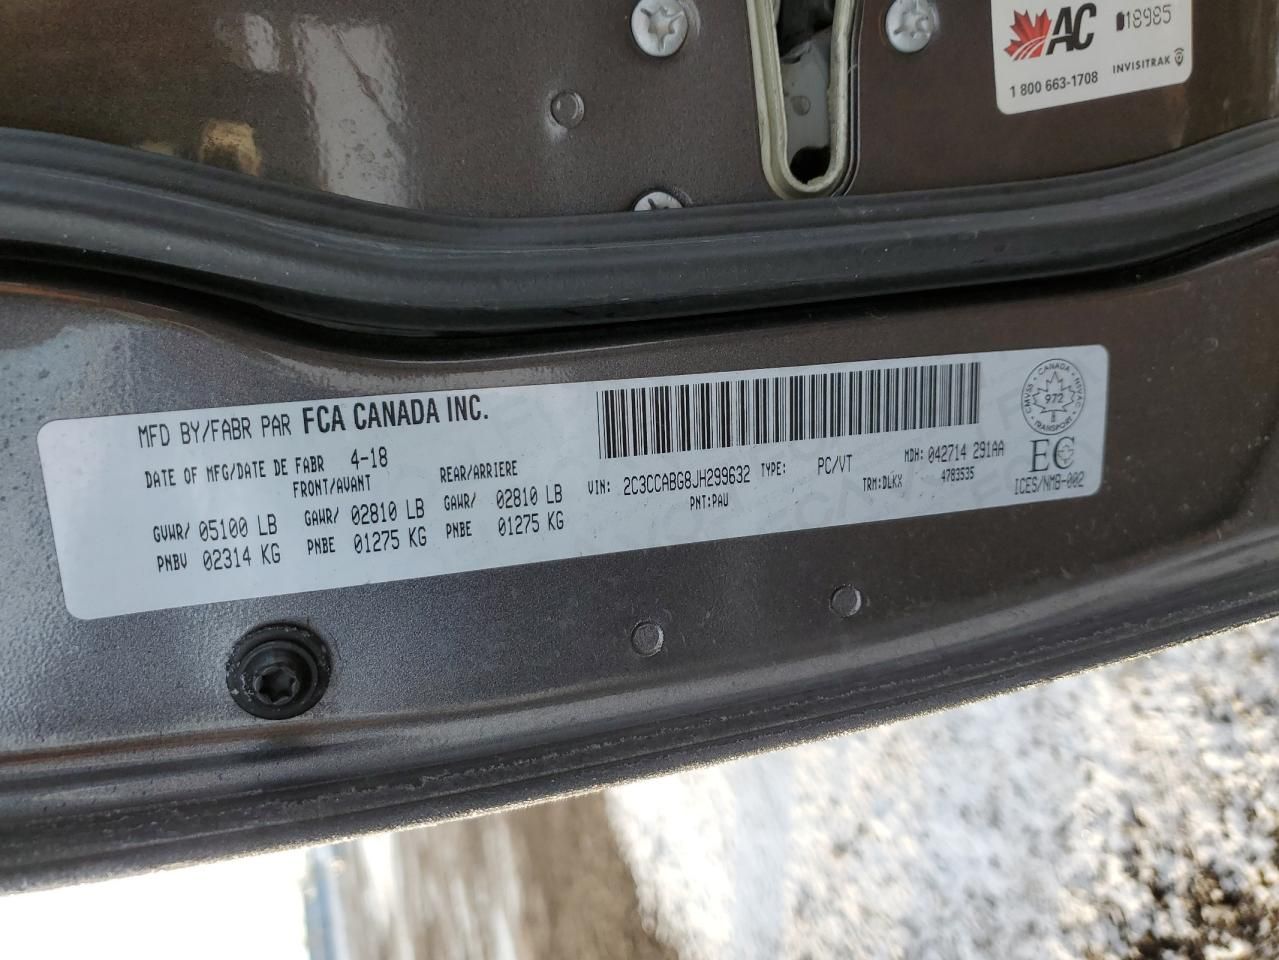 AC 18985
INVISITRAK
1 800 663-1708
MFD BY/FABR PAR FCA CANADA INC.
DATE OF MFG/DATE DE FABR 4-18
FRONT/AVANT REAR/ARRIERE
GVWR/ 05100 LB GAWR/ 02810 LB GAWR/ 02810 LB
PNBV 02314 KG PNBE 01275 KG PNBE 01275 KG
VIN: 2C3CCABG8JH299632 TYPE: PC/VT MDH: 042714 291AA
PNT:PAU TRM:DLKX 4783535
CMVSS · CANADA · NSVAC
972
TRANSPORT
EC
ICES/NMB-002